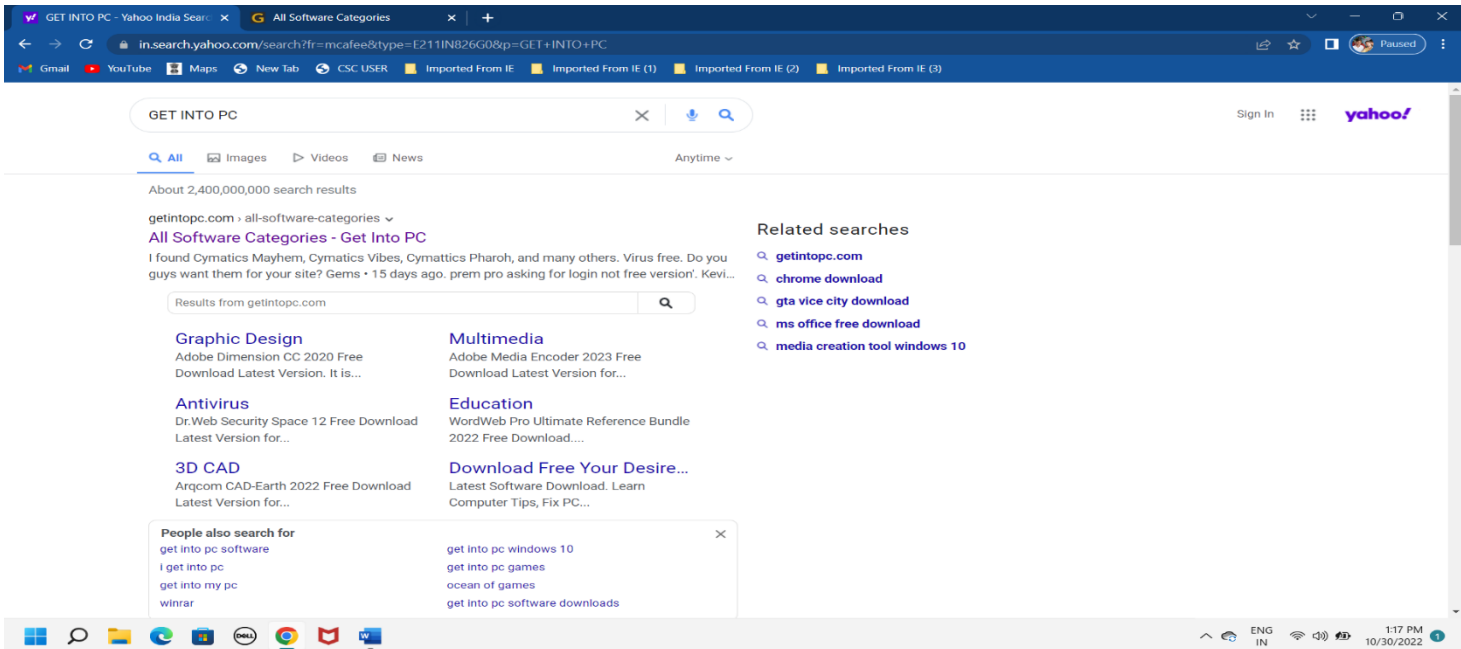 GET INTO PC - Yahoo India Searc
All Software Categories
in.search.yahoo.com/search?fr=mcafee&type=E211IN826G0&p=GET+INTO+PC
Paused
Gmail YouTube Maps New Tab CSC USER Imported From IE Imported From IE (1) Imported From IE (2) Imported From IE (3)
GET INTO PC
Sign In
yahoo!
All Images Videos News Anytime
About 2,400,000,000 search results
getintopc.com › all-software-categories
All Software Categories - Get Into PC
I found Cymatics Mayhem, Cymatics Vibes, Cymattics Pharoh, and many others. Virus free. Do you
guys want them for your site? Gems • 15 days ago. prem pro asking for login not free version'. Kevi...
Results from getintopc.com
Graphic Design
Adobe Dimension CC 2020 Free
Download Latest Version. It is...
Multimedia
Adobe Media Encoder 2023 Free
Download Latest Version for...
Antivirus
Dr.Web Security Space 12 Free Download
Latest Version for...
Education
WordWeb Pro Ultimate Reference Bundle
2022 Free Download....
3D CAD
Arqcom CAD-Earth 2022 Free Download
Latest Version for...
Download Free Your Desire...
Latest Software Download. Learn
Computer Tips, Fix PC...
People also search for
get into pc software
i get into pc
get into my pc
winrar
get into pc windows 10
get into pc games
ocean of games
get into pc software downloads
Related searches
getintopc.com
chrome download
gta vice city download
ms office free download
media creation tool windows 10
DELL
W
ENG
IN
1:17 PM
10/30/2022
1